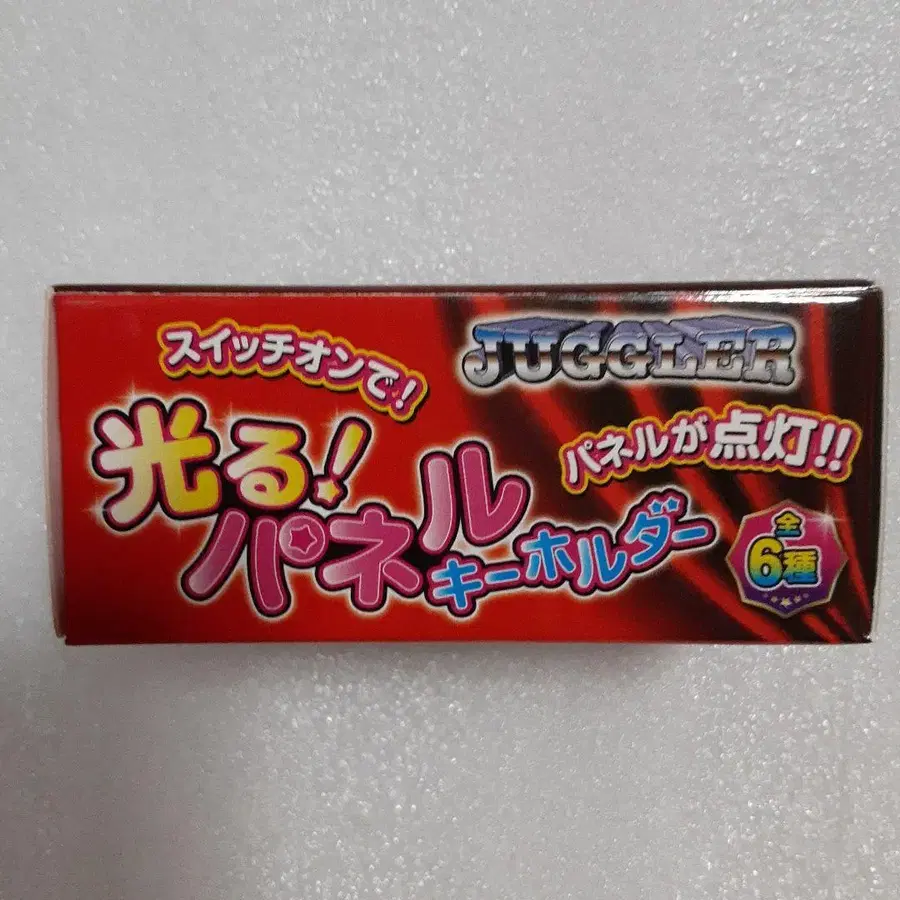 スイッチオンで!
JUGGLER
光る!
パネル
キーホルダー
パネルが点灯!!
全
6種